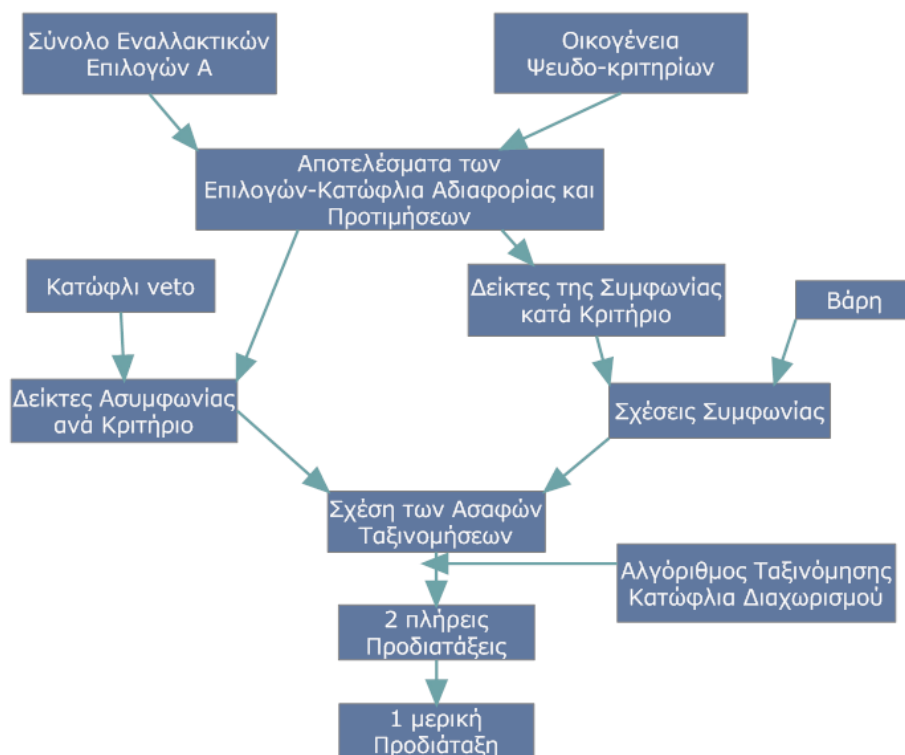 Σύνολο Εναλλακτικών
Επιλογών Α
Οικογένεια
Ψευδο-κριτηρίων
Αποτελέσματα των
Επιλογών-Κατώφλια Αδιαφορίας και
Προτιμήσεων
Κατώφλι veto
Δείκτες της Συμφωνίας
κατά Κριτήριο
Βάρη
Δείκτες Ασυμφωνίας
ανά Κριτήριο
Σχέσεις Συμφωνίας
Σχέση των Ασαφών
Ταξινομήσεων
Αλγόριθμος Ταξινόμησης
Κατώφλια Διαχωρισμού
2 πλήρεις
Προδιατάξεις
1 μερική
Προδιάταξη